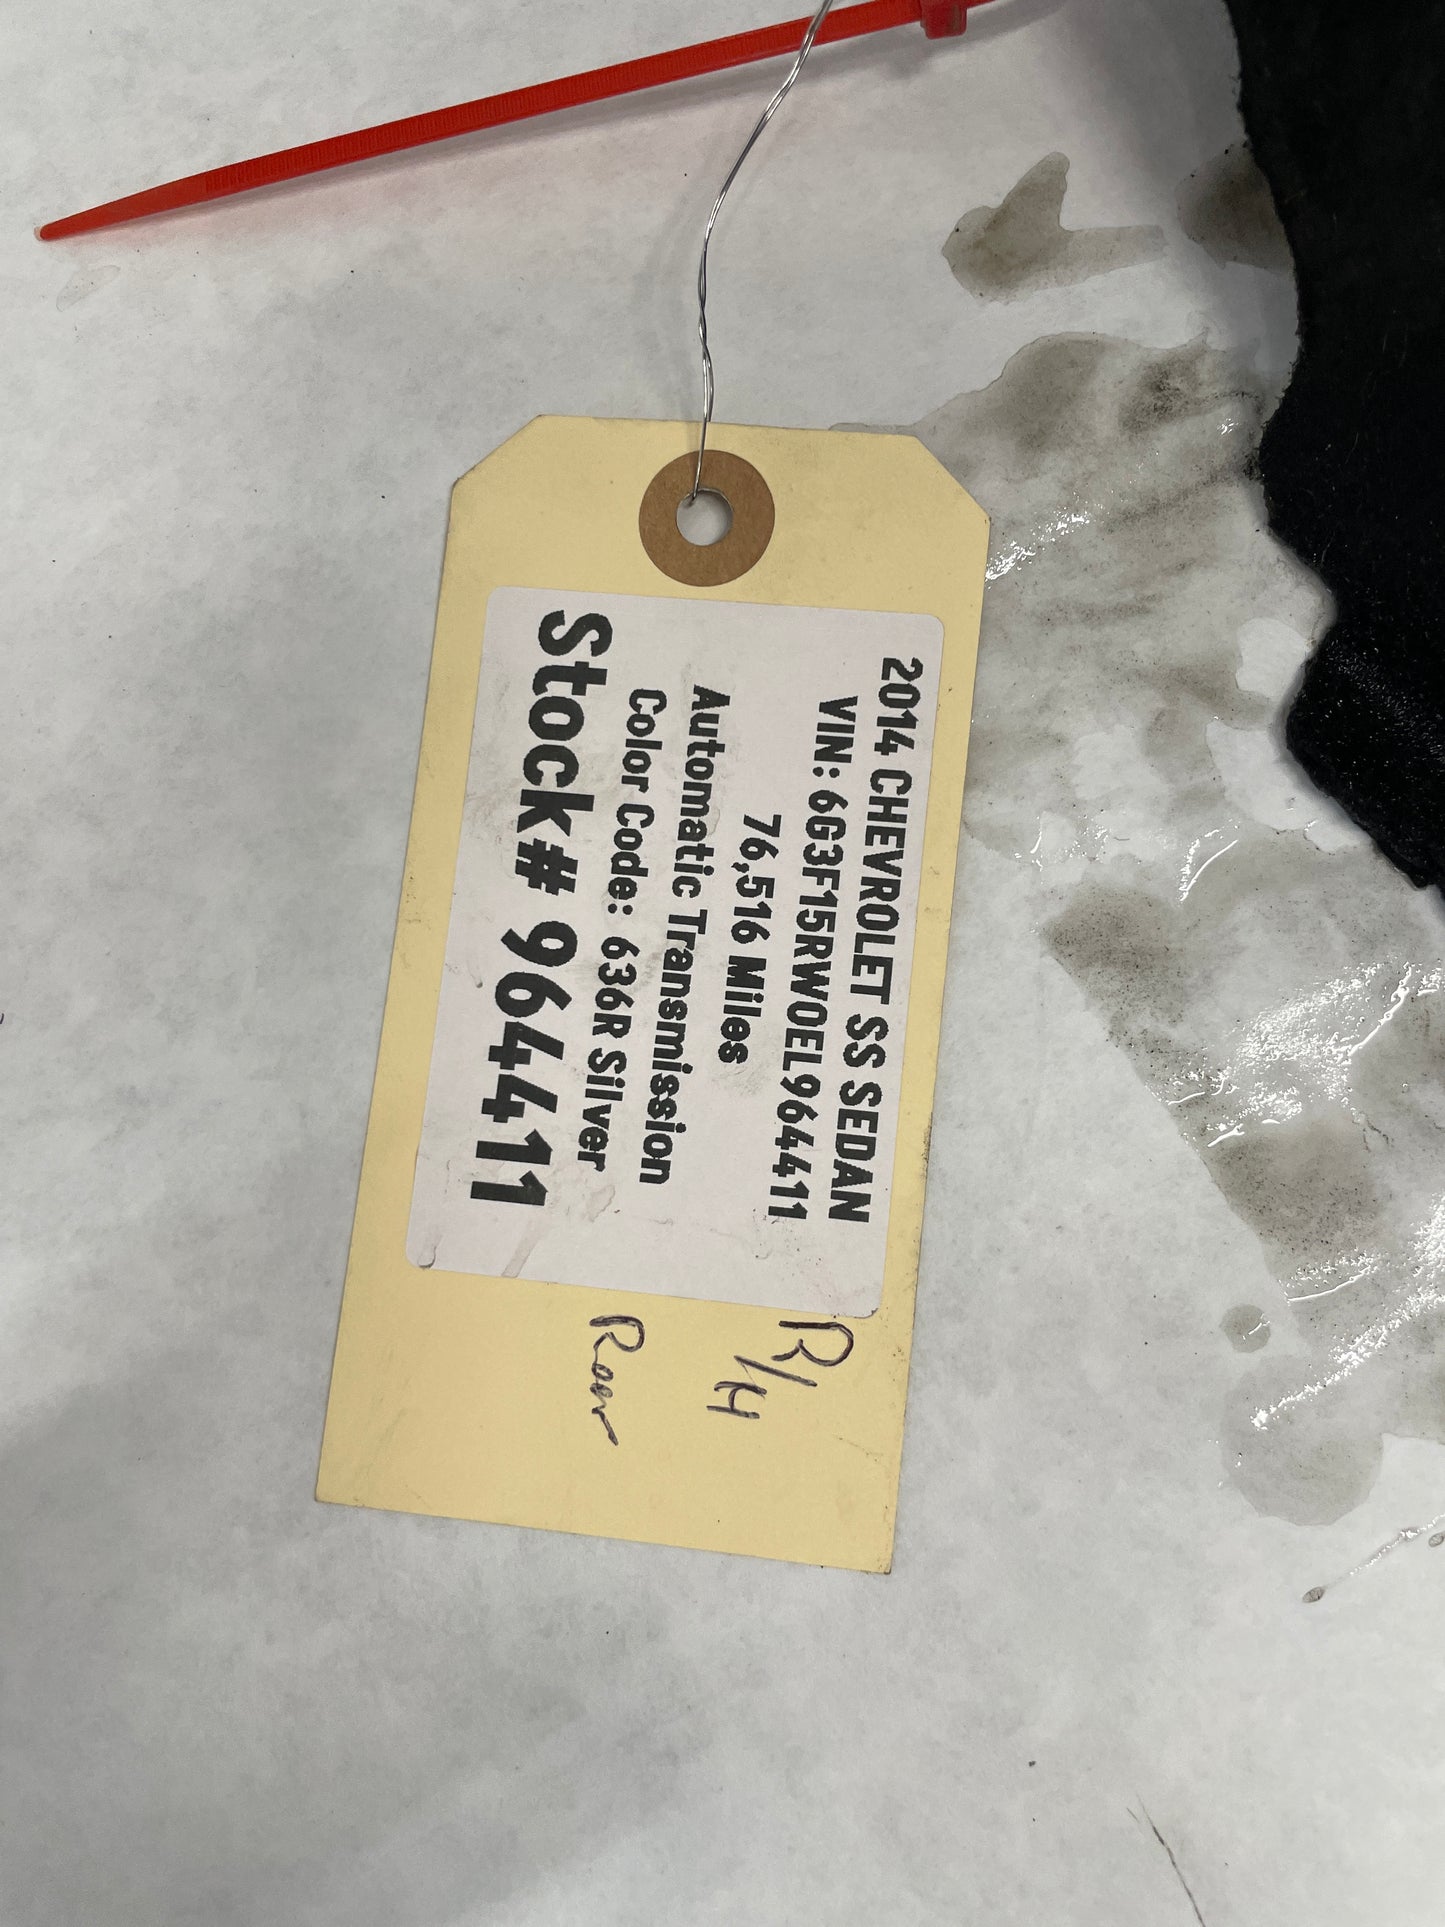 2014 CHEVROLET SS SEDAN
VIN: 6G3F15RW0EL964411
76,516 Miles
Automatic Transmission
Color Code: 636R Silver
Stock# 964411
R/H
Rear